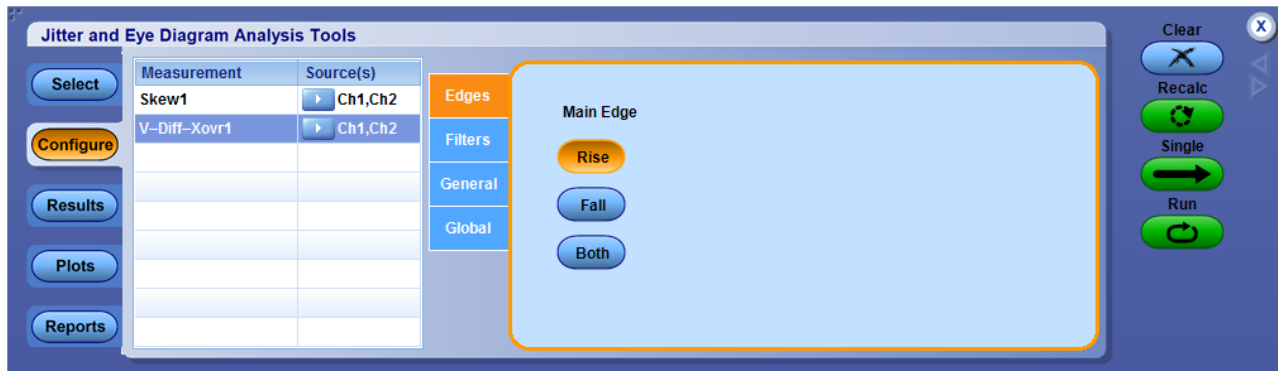 Jitter and Eye Diagram Analysis Tools
Select
Configure
Results
Plots
Reports
Measurement Source(s)
Skew1 Ch1,Ch2
V–Diff–Xovr1 Ch1,Ch2
Edges
Filters
General
Global
Main Edge
Rise
Fall
Both
Clear
X
Recalc
Single
Run